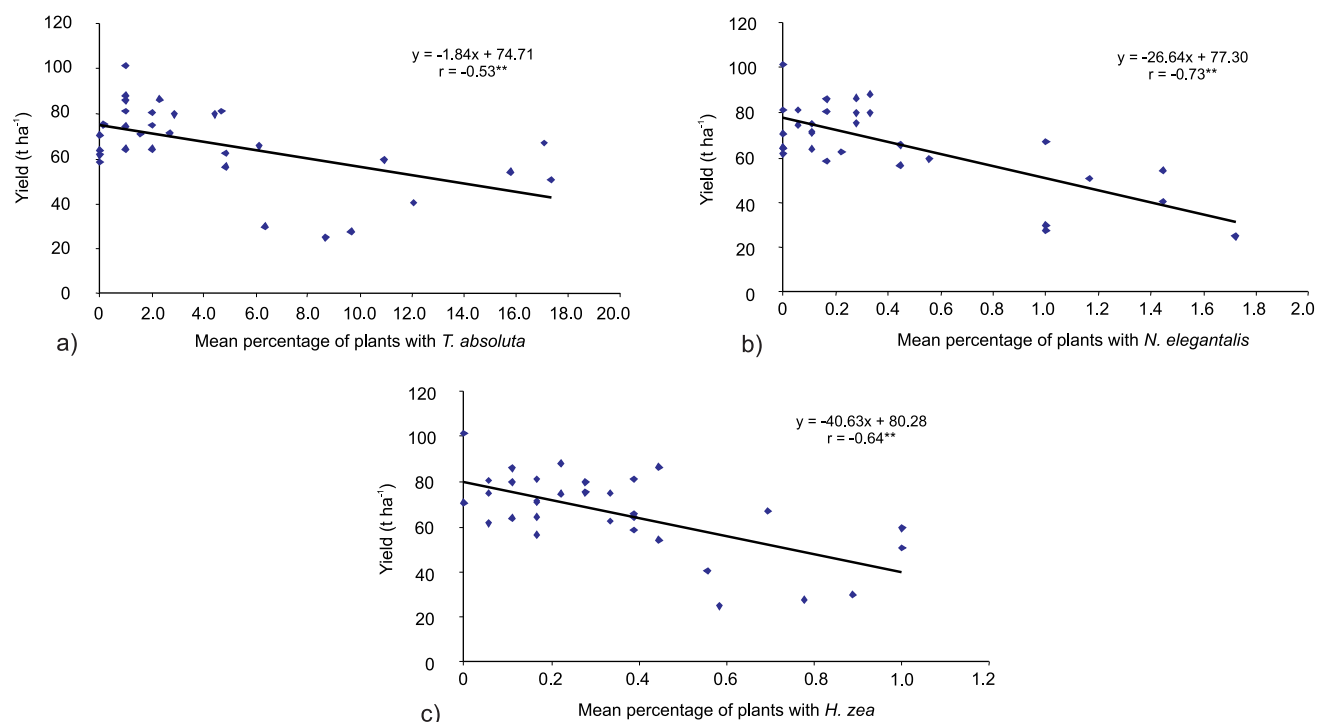 120
100
80
60
40
20
0
Yield (t ha⁻¹)
y = -1.84x + 74.71
r = -0.53**
0 2.0 4.0 6.0 8.0 10.0 12.0 14.0 16.0 18.0 20.0
a) Mean percentage of plants with T. absoluta
120
100
80
60
40
20
0
Yield (t ha⁻¹)
y = -26.64x + 77.30
r = -0.73**
0 0.2 0.4 0.6 0.8 1.0 1.2 1.4 1.6 1.8 2.0
b) Mean percentage of plants with N. elegantalis
120
100
80
60
40
20
0
Yield (t ha⁻¹)
y = -40.63x + 80.28
r = -0.64**
0 0.2 0.4 0.6 0.8 1.0 1.2
c) Mean percentage of plants with H. zea